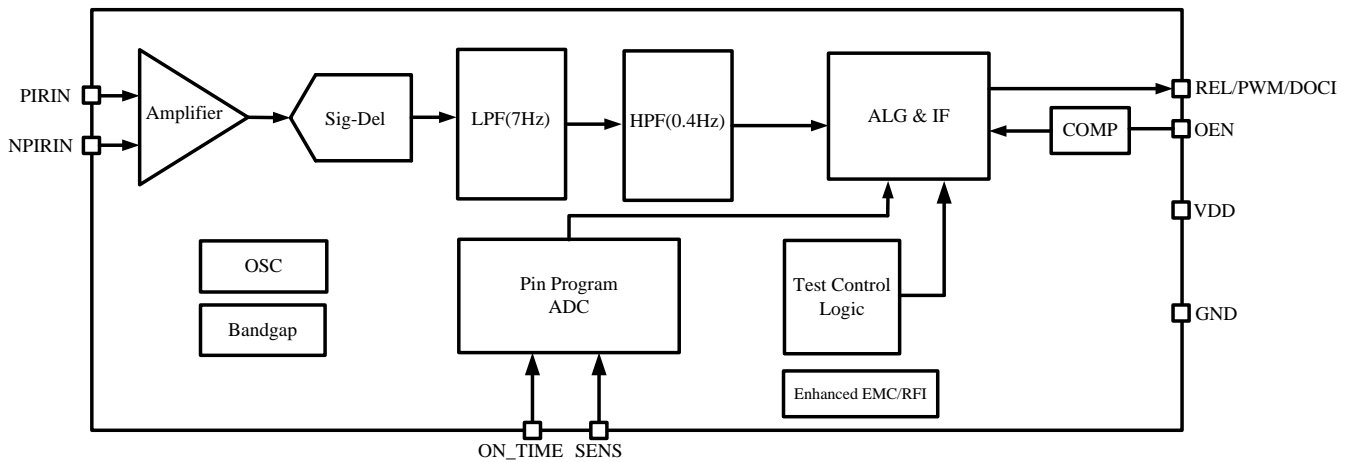 PIRIN
NPIRIN
Amplifier
Sig-Del
LPF(7Hz)
HPF(0.4Hz)
ALG & IF
COMP
REL/PWM/DOCI
OEN
VDD
GND
OSC
Bandgap
Pin Program
ADC
Test Control
Logic
Enhanced EMC/RFI
ON_TIME
SENS